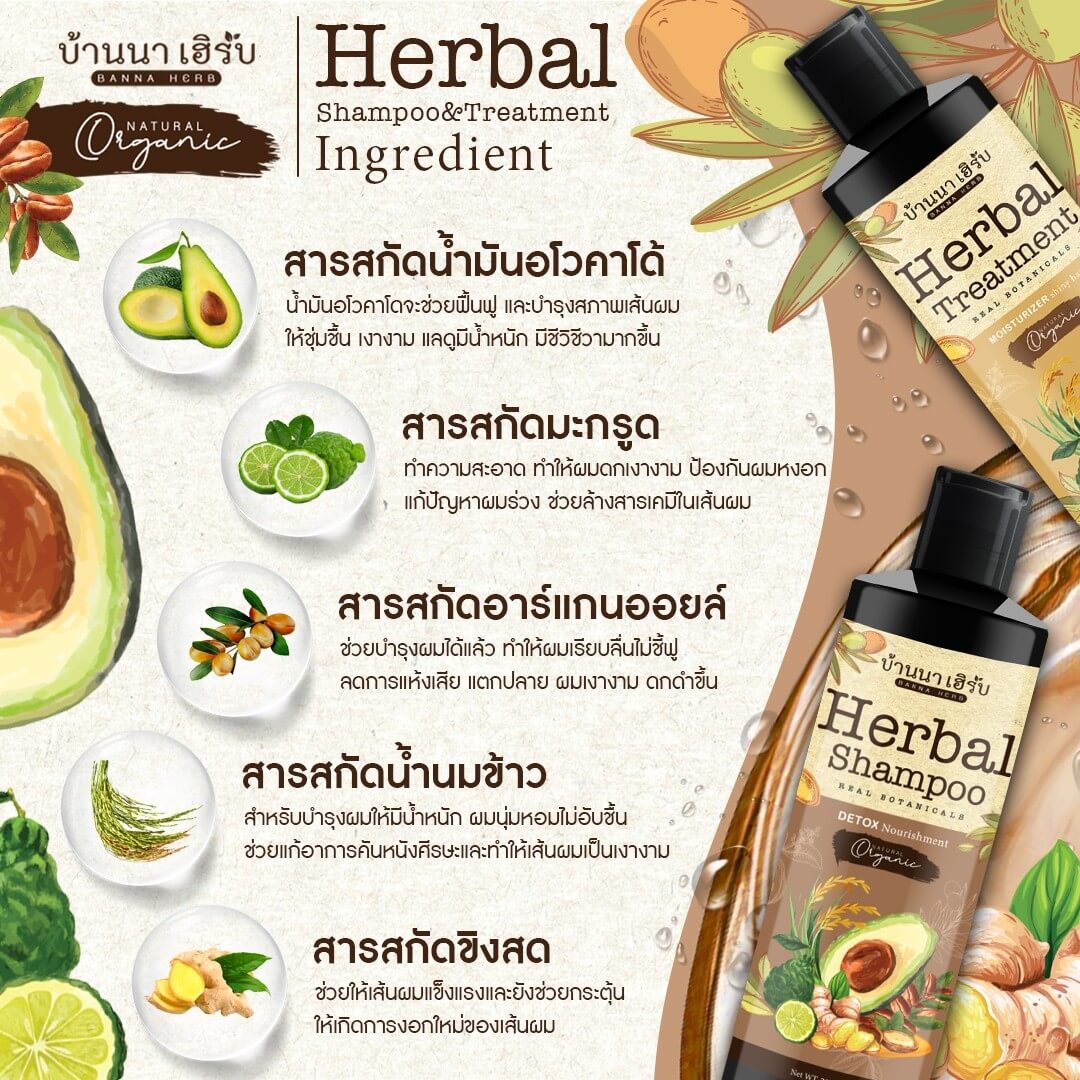 บ้านนา เฮิร์บ
BANNA HERB
NATURAL
Organic
Herbal
Shampoo&Treatment
Ingredient
สารสกัดน้ำมันอโวคาโด้
น้ำมันอโวคาโดจะช่วยฟื้นฟู และบำรุงสภาพเส้นผม
ให้ชุ่มชื้น เงางาม แลดูมีน้ำหนัก มีชีวิชีวามากขึ้น
สารสกัดมะกรูด
ทำความสะอาด ทำให้ผมดกเงางาม ป้องกันผมหงอก
แก้ปัญหาผมร่วง ช่วยล้างสารเคมีในเส้นผม
สารสกัดอาร์แกนออยล์
ช่วยบำรุงผมได้แล้ว ทำให้ผมเรียบลื่นไม่ชี้ฟู
ลดการแห้งเสีย แตกปลาย ผมเงางาม ดกดำขึ้น
สารสกัดน้ำนมข้าว
สำหรับบำรุงผมให้มีน้ำหนัก ผมนุ่มหอมไม่อับชื้น
ช่วยแก้อาการคันหนังศีรษะและทำให้เส้นผมเป็นเงางาม
สารสกัดขิงสด
ช่วยให้เส้นผมแข็งแรงและยังช่วยกระตุ้น
ให้เกิดการงอกใหม่ของเส้นผม
บ้านนา เฮิร์บ
BANNA HERB
Herbal
Treatment
REAL BOTANICALS
MOISTURIZER shiny
NATURAL
Organic
บ้านนา เฮิร์บ
BANNA HERB
Herbal
Shampoo
REAL BOTANICALS
DETOX Nourishment
NATURAL
Organic
Net WT.